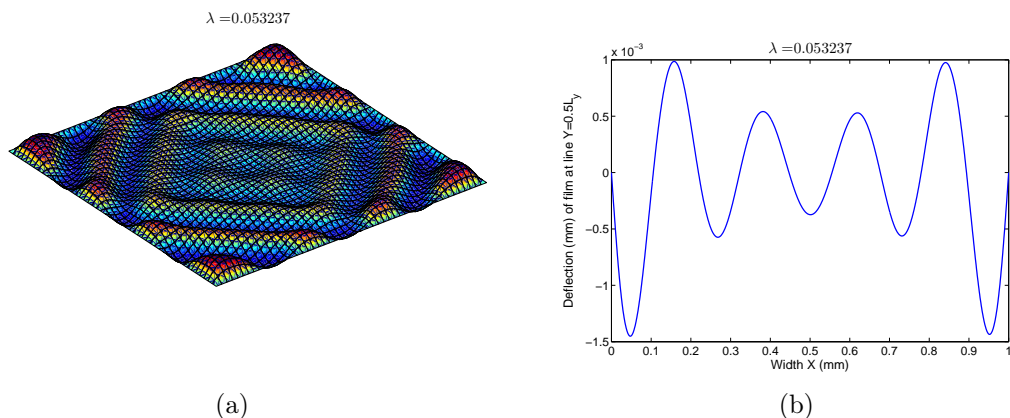 λ =0.053237
(a)
λ =0.053237
x 10⁻³
1
0.5
0
−0.5
−1
−1.5
Deflection (mm) of film at line Y=0.5L_y
0 0.1 0.2 0.3 0.4 0.5 0.6 0.7 0.8 0.9 1
Width X (mm)
(b)